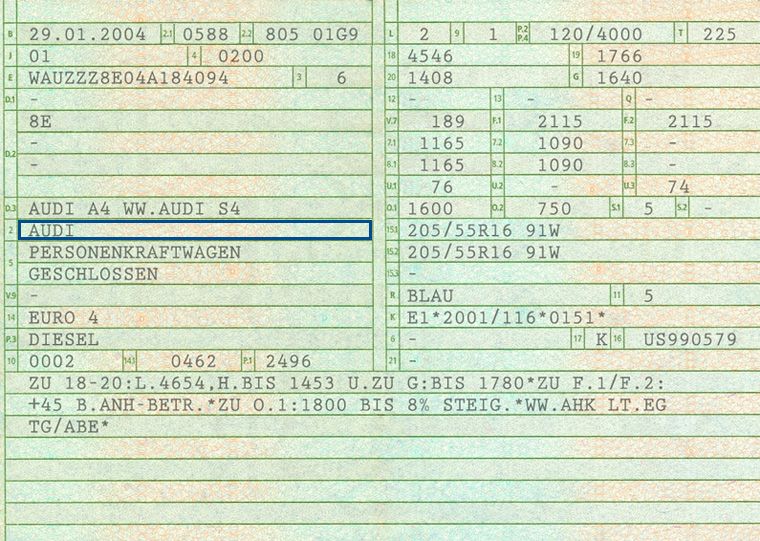 B 29.01.2004 2.1 0588 2.2 805 01G9
J 01 4 0200
E WAUZZZ8E04A184094 3 6
D.1 -
8E
D.2 -
-
D.3 AUDI A4 WW.AUDI S4
2 AUDI
5 PERSONENKRAFTWAGEN
GESCHLOSSEN
V.9 -
14 EURO 4
P.3 DIESEL
10 0002 14.1 0462 P.1 2496
L 2 9 1 P.2 P.4 120/4000 T 225
18 4546 19 1766
20 1408 G 1640
12 - 13 - Q -
V.7 189 F.1 2115 F.2 2115
7.1 1165 7.2 1090 7.3 -
8.1 1165 8.2 1090 8.3 -
U.1 76 U.2 - U.3 74
O.1 1600 O.2 750 S.1 5 S.2 -
15.1 205/55R16 91W
15.2 205/55R16 91W
15.3 -
R BLAU 11 5
K E1*2001/116*0151*
6 - 17 K 16 US990579
21 -
ZU 18-20:L.4654,H.BIS 1453 U.ZU G:BIS 1780*ZU F.1/F.2:
+45 B.ANH-BETR.*ZU O.1:1800 BIS 8% STEIG.*WW.AHK LT.EG
TG/ABE*